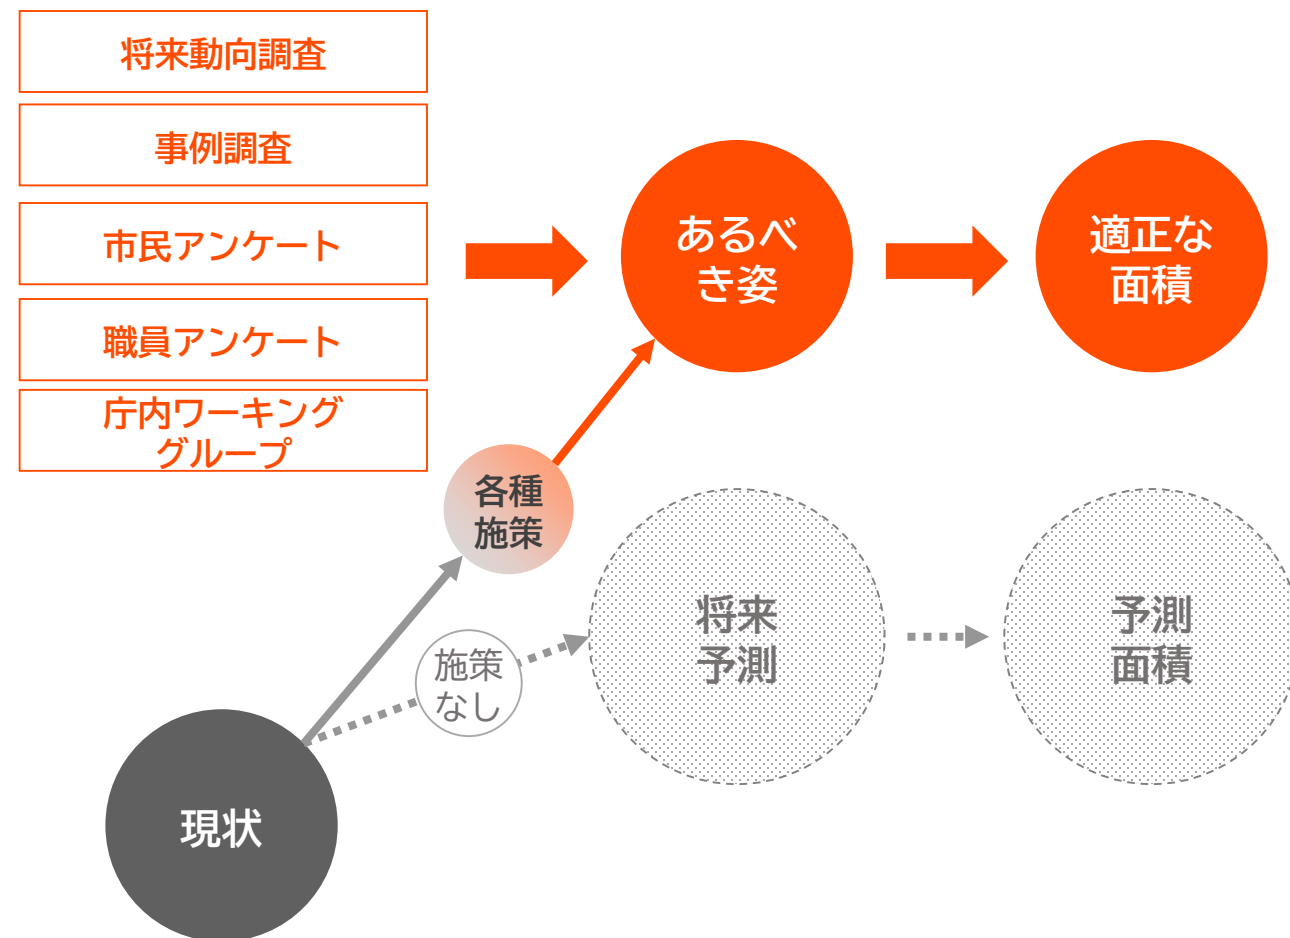 将来動向調査
事例調査
市民アンケート
職員アンケート
庁内ワーキング
グループ
あるべ
き姿
適正な
面積
各種
施策
将来
予測
予測
面積
施策
なし
現状